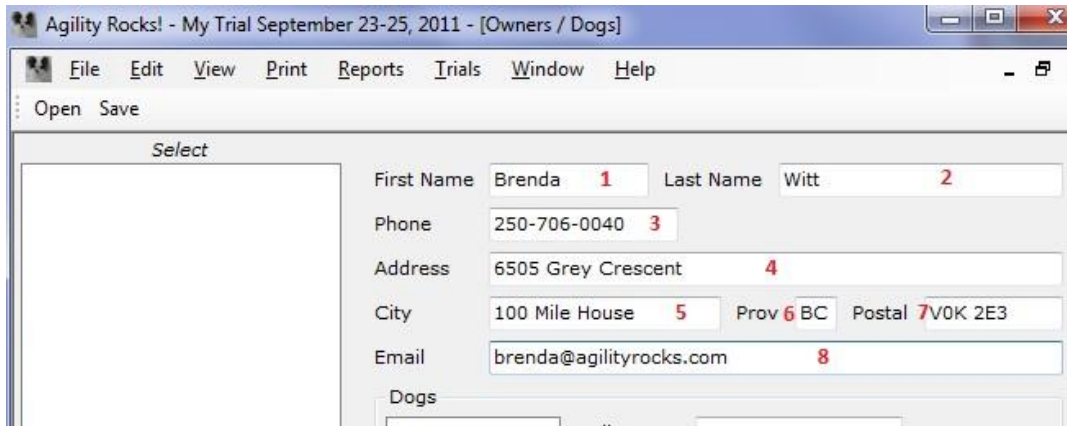 Agility Rocks! - My Trial September 23-25, 2011 - [Owners / Dogs]
File Edit View Print Reports Trials Window Help
Open Save
Select
First Name Brenda 1 Last Name Witt 2
Phone 250-706-0040 3
Address 6505 Grey Crescent 4
City 100 Mile House 5 Prov 6 BC Postal 7 V0K 2E3
Email brenda@agilityrocks.com 8
Dogs